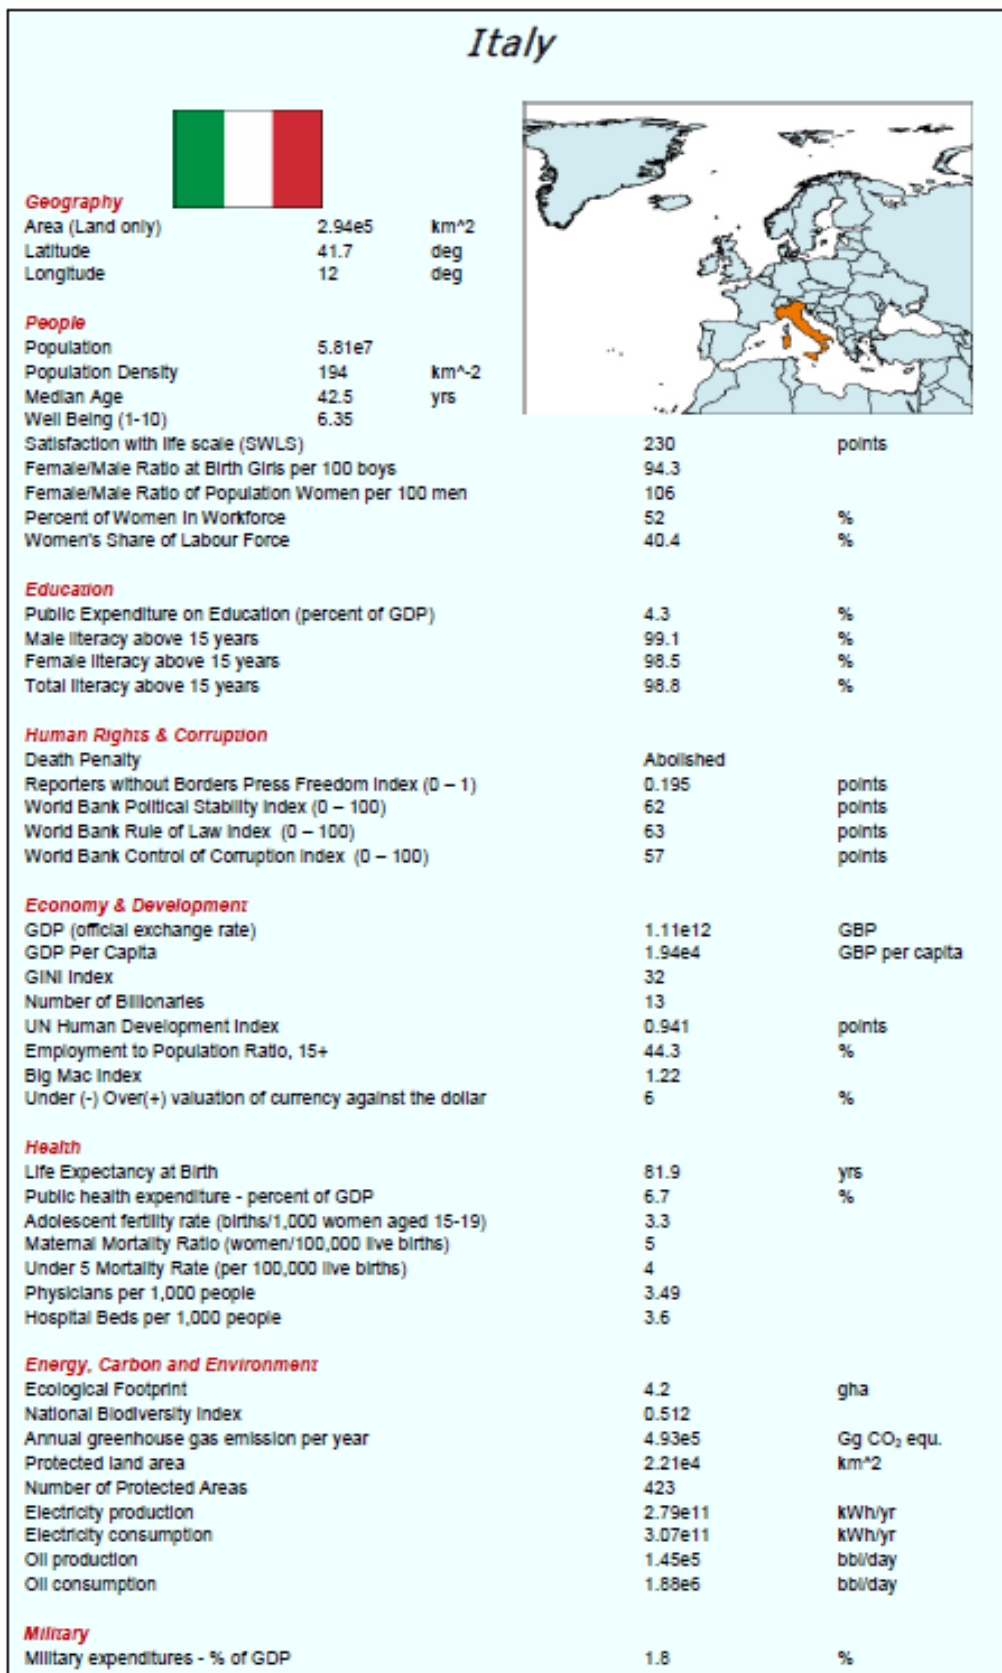 Italy
Geography
Area (Land only) 2.94e5 km^2
Latitude 41.7 deg
Longitude 12 deg
People
Population 5.81e7
Population Density 194 km^-2
Median Age 42.5 yrs
Well Being (1-10) 6.35
Satisfaction with life scale (SWLS) 230 points
Female/Male Ratio at Birth Girls per 100 boys 94.3
Female/Male Ratio of Population Women per 100 men 106
Percent of Women in Workforce 52 %
Women's Share of Labour Force 40.4 %
Education
Public Expenditure on Education (percent of GDP) 4.3 %
Male literacy above 15 years 99.1 %
Female literacy above 15 years 98.5 %
Total literacy above 15 years 98.8 %
Human Rights & Corruption
Death Penalty Abolished
Reporters without Borders Press Freedom Index (0 – 1) 0.195 points
World Bank Political Stability Index (0 – 100) 62 points
World Bank Rule of Law Index (0 – 100) 63 points
World Bank Control of Corruption Index (0 – 100) 57 points
Economy & Development
GDP (official exchange rate) 1.11e12 GBP
GDP Per Capita 1.94e4 GBP per capita
GINI Index 32
Number of Billionaries 13
UN Human Development Index 0.941 points
Employment to Population Ratio, 15+ 44.3 %
Big Mac Index 1.22
Under (-) Over(+) valuation of currency against the dollar 6 %
Health
Life Expectancy at Birth 81.9 yrs
Public health expenditure - percent of GDP 6.7 %
Adolescent fertility rate (births/1,000 women aged 15-19) 3.3
Maternal Mortality Ratio (women/100,000 live births) 5
Under 5 Mortality Rate (per 100,000 live births) 4
Physicians per 1,000 people 3.49
Hospital Beds per 1,000 people 3.6
Energy, Carbon and Environment
Ecological Footprint 4.2 gha
National Biodiversity Index 0.512
Annual greenhouse gas emission per year 4.93e5 Gg CO₂ equ.
Protected land area 2.21e4 km^2
Number of Protected Areas 423
Electricity production 2.79e11 kWh/yr
Electricity consumption 3.07e11 kWh/yr
Oil production 1.45e5 bbl/day
Oil consumption 1.88e6 bbl/day
Military
Military expenditures - % of GDP 1.8 %